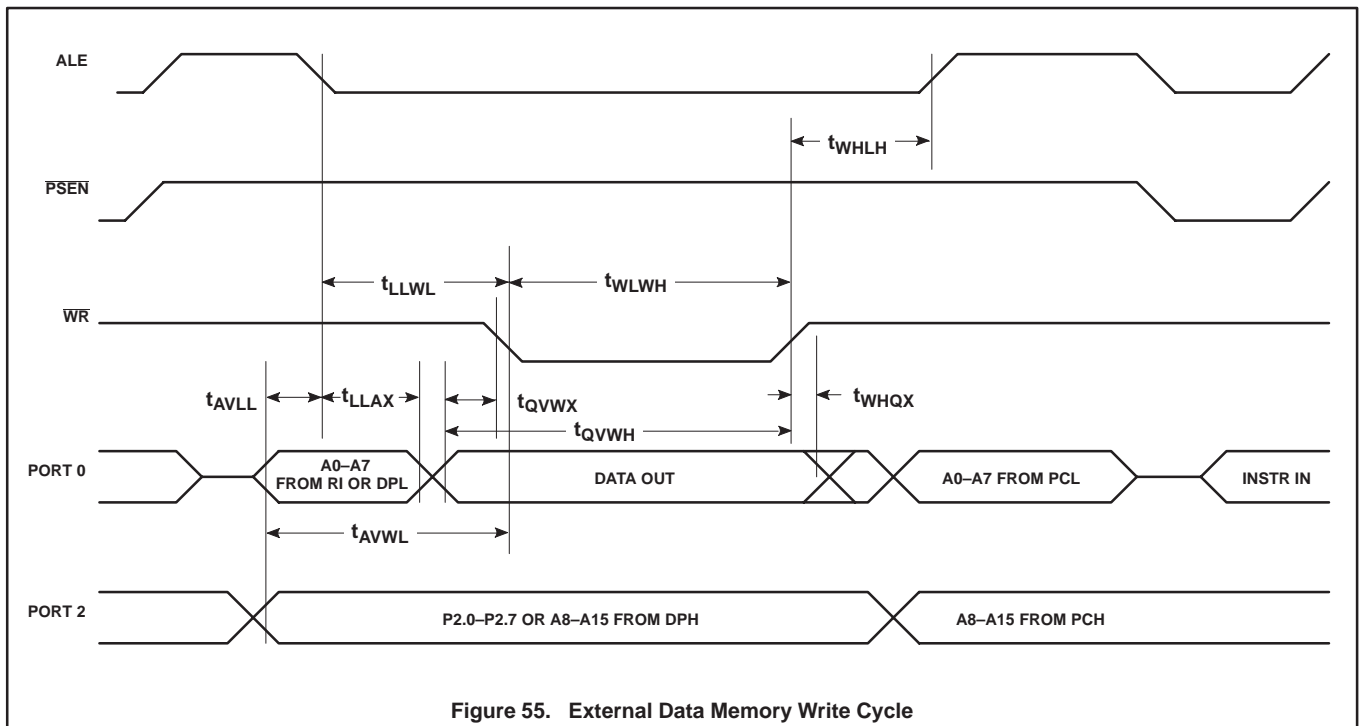 ALE
tWHLH
PSEN
tLLWL
tWLWH
WR
tAVLL
tLLAX
tQVWX
tWHQX
tQVWH
PORT 0
A0–A7
FROM RI OR DPL
DATA OUT
A0–A7 FROM PCL
INSTR IN
tAVWL
PORT 2
P2.0–P2.7 OR A8–A15 FROM DPH
A8–A15 FROM PCH
Figure 55. External Data Memory Write Cycle